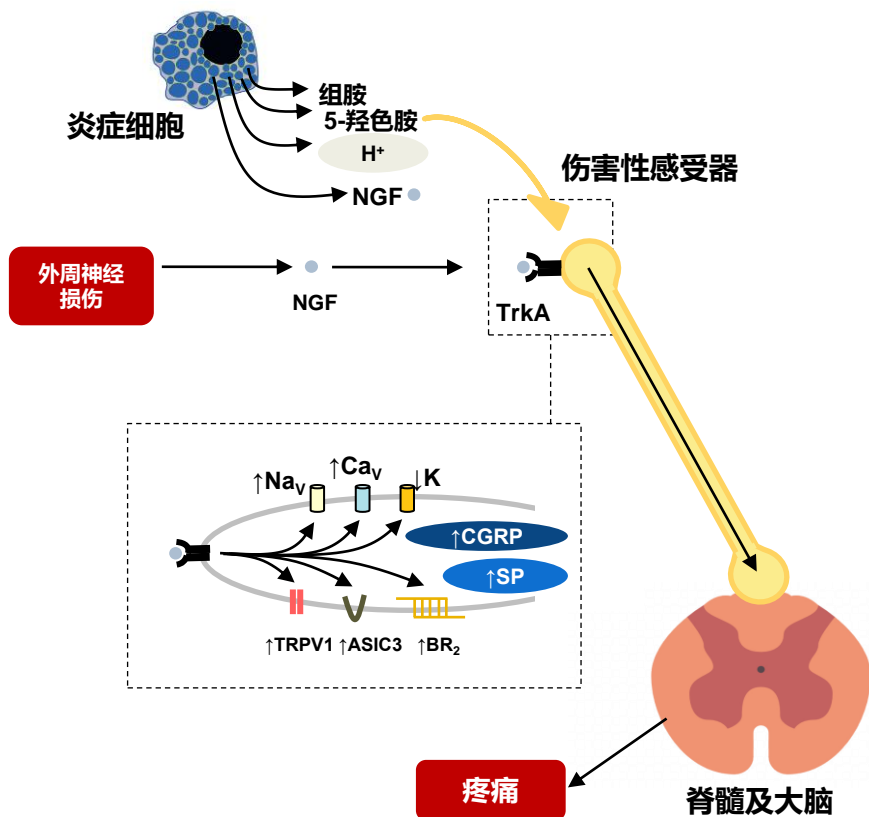 组胺
5-羟色胺
炎症细胞
H⁺
伤害性感受器
NGF
外周神经
损伤
NGF
TrkA
↑Naᵥ
↑Caᵥ
↓K
↑CGRP
↑SP
↑TRPV1 ↑ASIC3 ↑BR₂
疼痛
脊髓及大脑